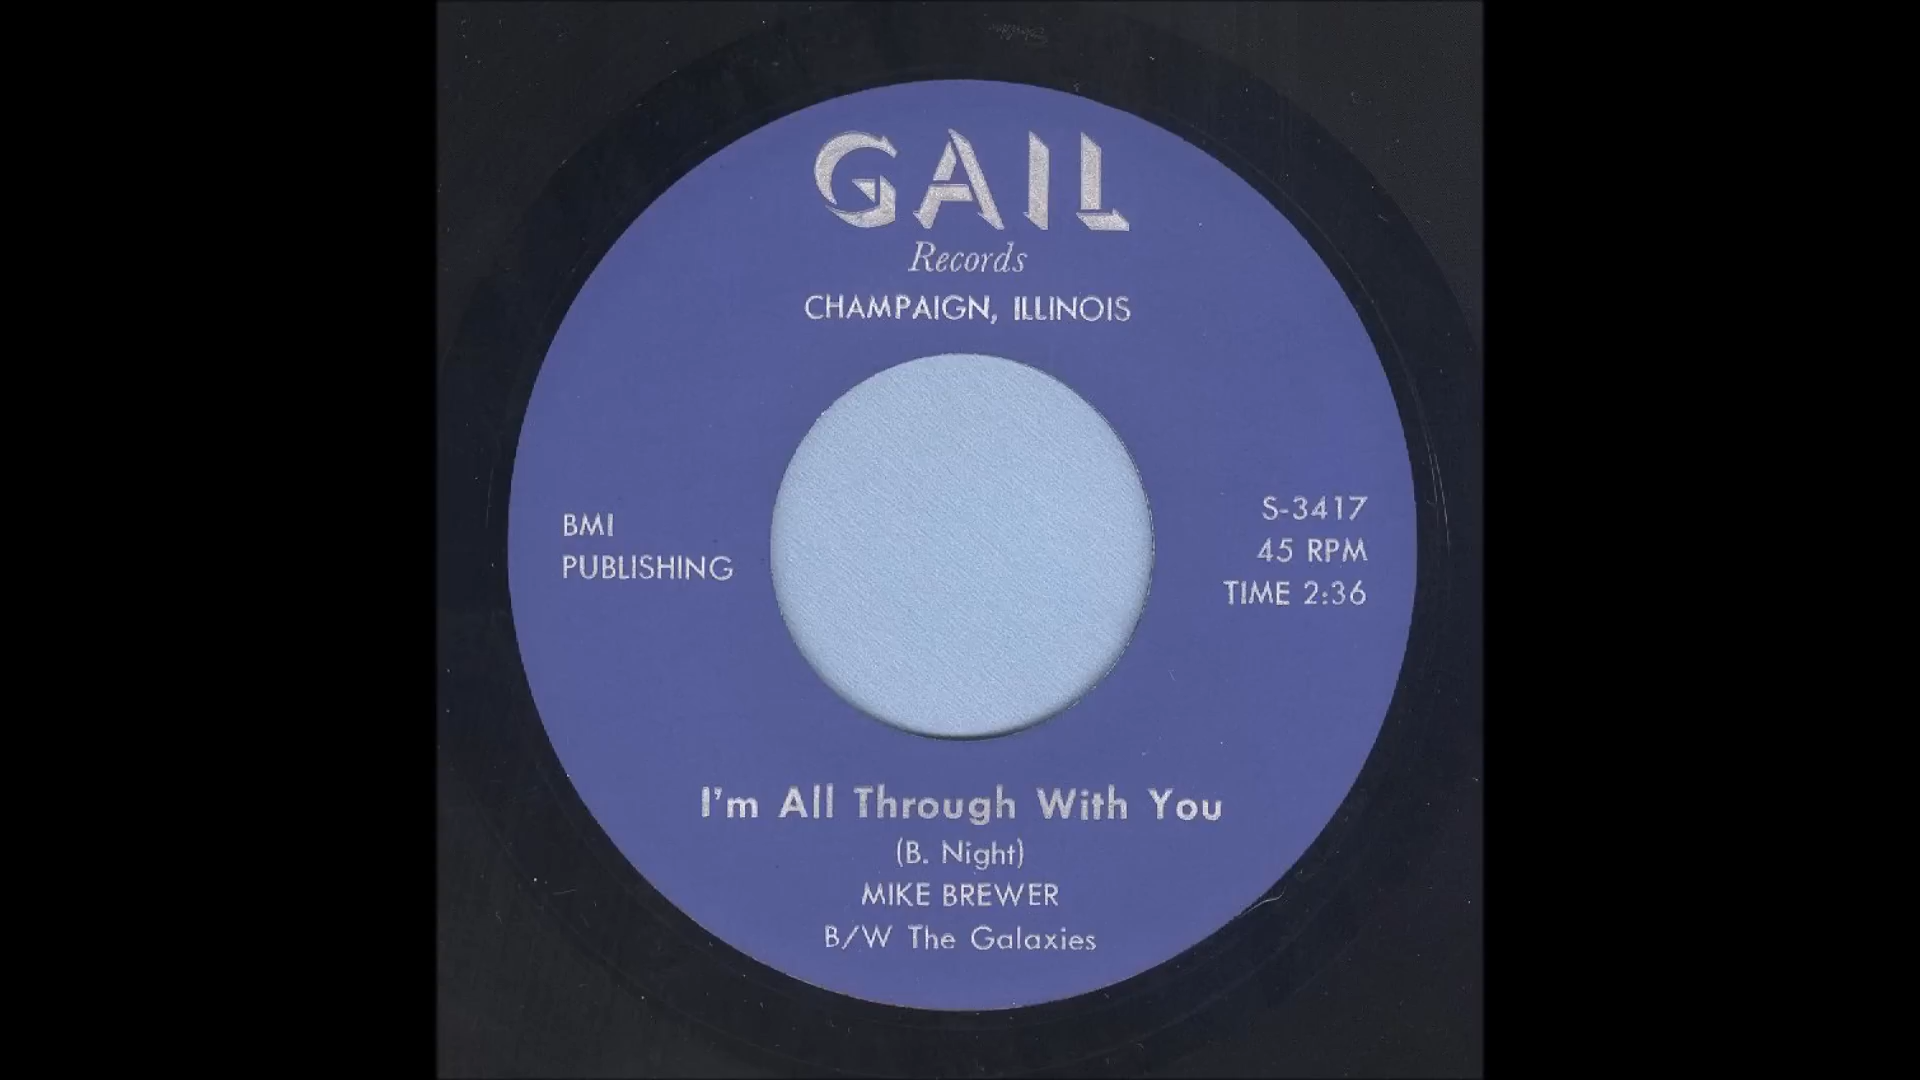 GAIL
Records
CHAMPAIGN, ILLINOIS
BMI
PUBLISHING
S-3417
45 RPM
TIME 2:36
I'm All Through With You
(B. Night)
MIKE BREWER
B/W The Galaxies